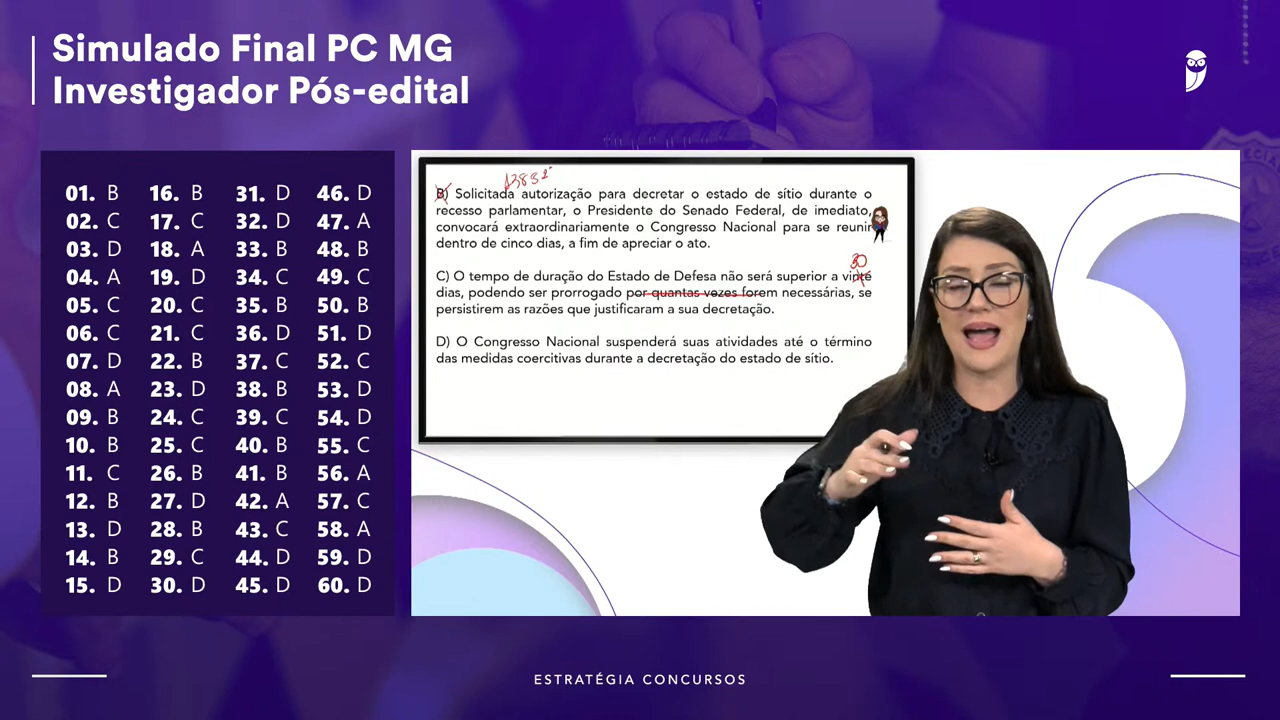 Simulado Final PC MG
Investigador Pós-edital
01. B 16. B 31. D 46. D
02. C 17. C 32. D 47. A
03. D 18. A 33. B 48. B
04. A 19. D 34. C 49. C
05. C 20. C 35. B 50. B
06. C 21. C 36. D 51. D
07. D 22. B 37. C 52. C
08. A 23. D 38. B 53. D
09. B 24. C 39. C 54. D
10. B 25. C 40. B 55. C
11. C 26. B 41. B 56. A
12. B 27. D 42. A 57. C
13. D 28. B 43. C 58. A
14. B 29. C 44. D 59. D
15. D 30. D 45. D 60. D
B) Solicitada autorização para decretar o estado de sítio durante o
recesso parlamentar, o Presidente do Senado Federal, de imediato,
convocará extraordinariamente o Congresso Nacional para se reunir
dentro de cinco dias, a fim de apreciar o ato.
30
C) O tempo de duração do Estado de Defesa não será superior a vinte
dias, podendo ser prorrogado por quantas vezes forem necessárias, se
persistirem as razões que justificaram a sua decretação.
D) O Congresso Nacional suspenderá suas atividades até o término
das medidas coercitivas durante a decretação do estado de sítio.
ESTRATÉGIA CONCURSOS